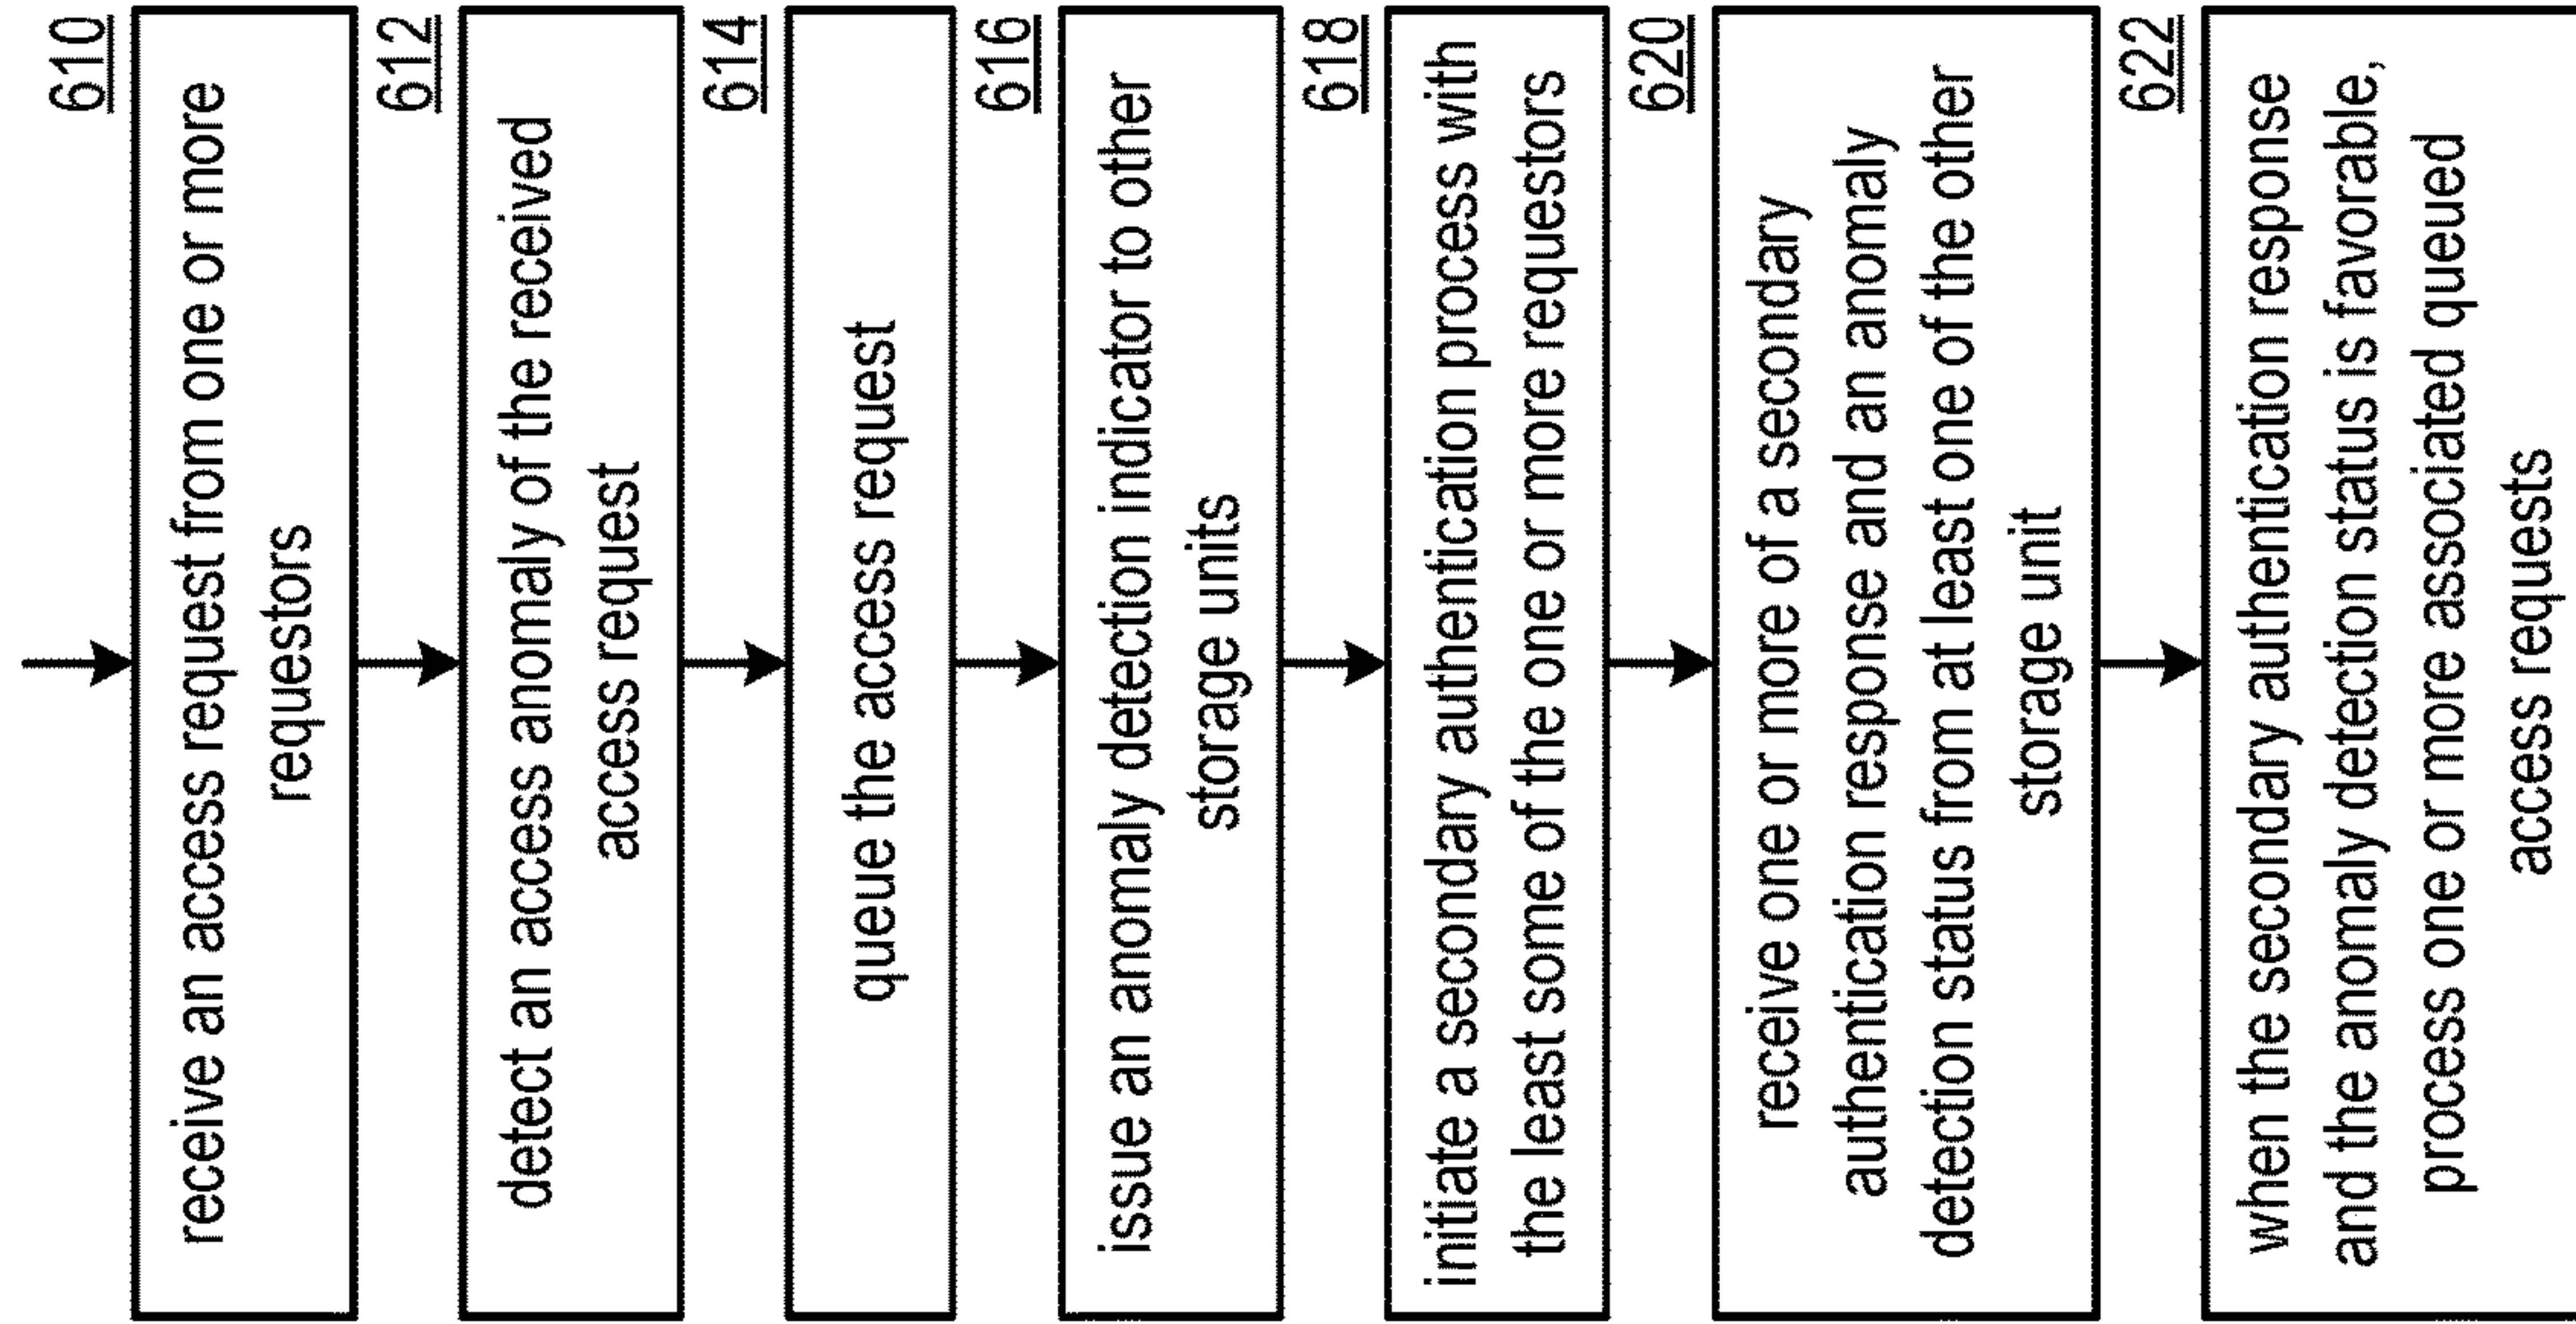 610
receive an access request from one or more
requestors
612
detect an access anomaly of the received
access request
614
queue the access request
616
issue an anomaly detection indicator to other
storage units
618
initiate a secondary authentication process with
the least some of the one or more requestors
620
receive one or more of a secondary
authentication response and an anomaly
detection status from at least one of the other
storage unit
622
when the secondary authentication response
and the anomaly detection status is favorable,
process one or more associated queued
access requests